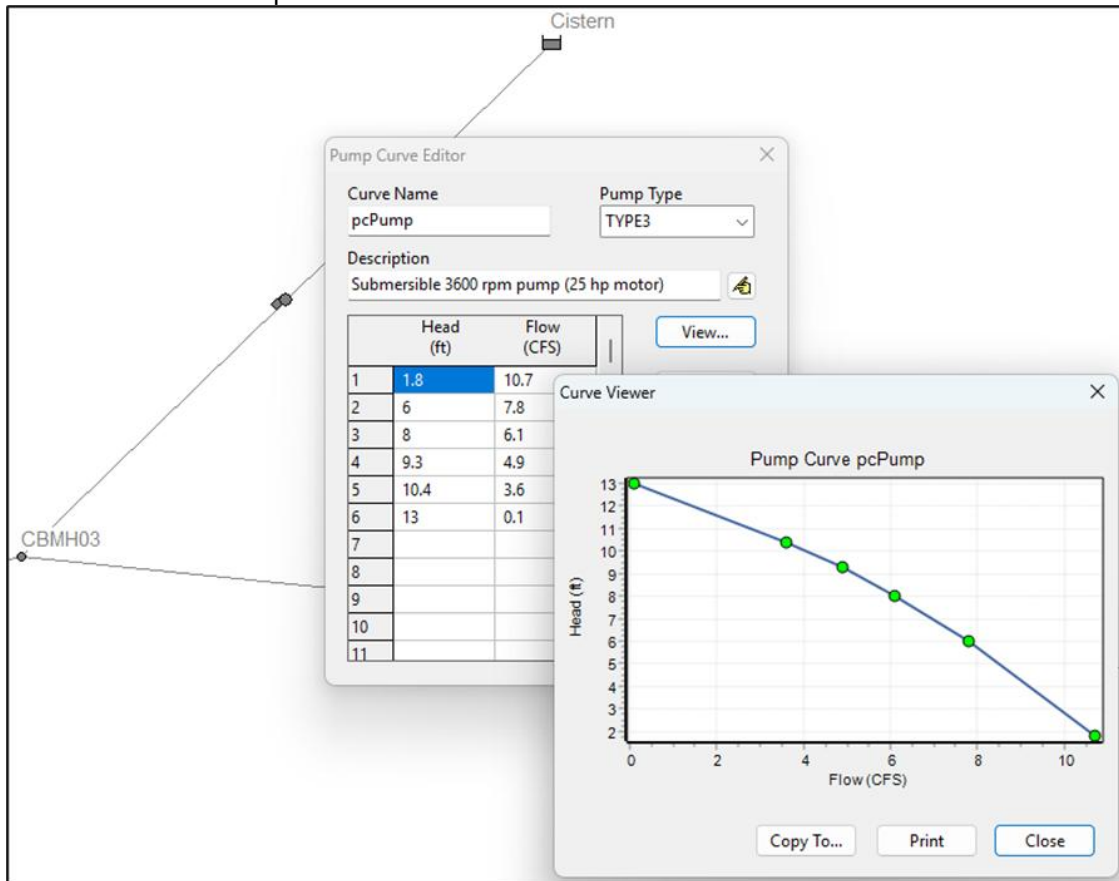 Cistern
Pump Curve Editor
Curve Name Pump Type
pcPump TYPE3
Description
Submersible 3600 rpm pump (25 hp motor)
Head Flow
(ft) (CFS)
View...
1 1.8 10.7
2 6 7.8
3 8 6.1
4 9.3 4.9
5 10.4 3.6
6 13 0.1
7
8
9
10
11
CBMH03
Curve Viewer
Pump Curve pcPump
13
12
11
10
9
8
7
6
5
4
3
2
Head (ft)
0 2 4 6 8 10
Flow (CFS)
Copy To... Print Close